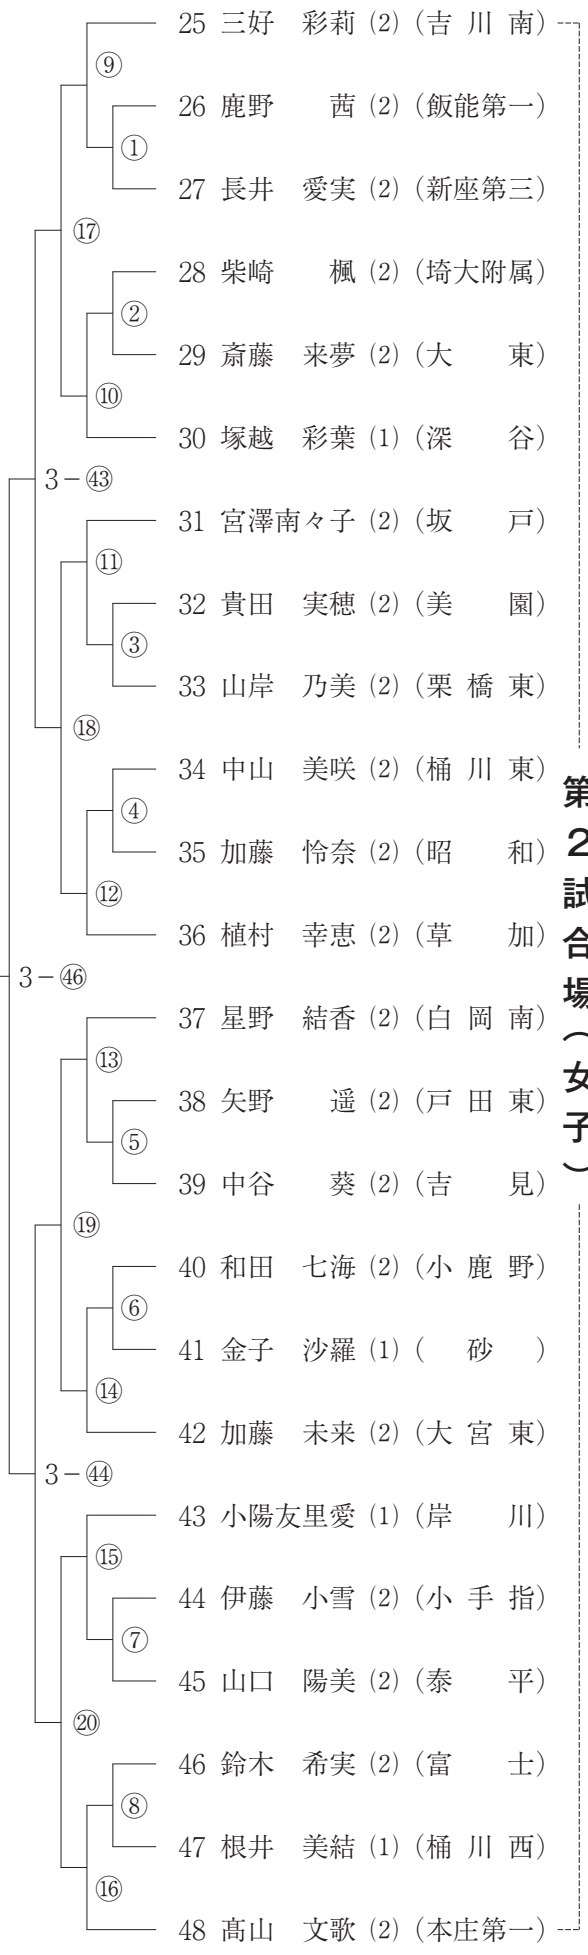 25 三好 彩莉 (2) (吉川南)
⑨
26 鹿野 茜 (2) (飯能第一)
①
27 長井 愛実 (2) (新座第三)
⑰
28 柴崎 楓 (2) (埼大附属)
②
29 斎藤 来夢 (2) (大東)
⑩
30 塚越 彩葉 (1) (深谷)
3－㊸
31 宮澤南々子 (2) (坂戸)
⑪
32 貴田 実穂 (2) (美園)
③
33 山岸 乃美 (2) (栗橋東)
⑱
34 中山 美咲 (2) (桶川東)
④
35 加藤 怜奈 (2) (昭和)
⑫
36 植村 幸恵 (2) (草加)
3－㊻
37 星野 結香 (2) (白岡南)
⑬
38 矢野 遥 (2) (戸田東)
⑤
39 中谷 葵 (2) (吉見)
⑲
40 和田 七海 (2) (小鹿野)
⑥
41 金子 沙羅 (1) (砂)
⑭
42 加藤 未来 (2) (大宮東)
3－㊹
43 小陽友里愛 (1) (岸川)
⑮
44 伊藤 小雪 (2) (小手指)
⑦
45 山口 陽美 (2) (泰平)
⑳
46 鈴木 希実 (2) (富士)
⑧
47 根井 美結 (1) (桶川西)
⑯
48 髙山 文歌 (2) (本庄第一)
第2試合場(女子)